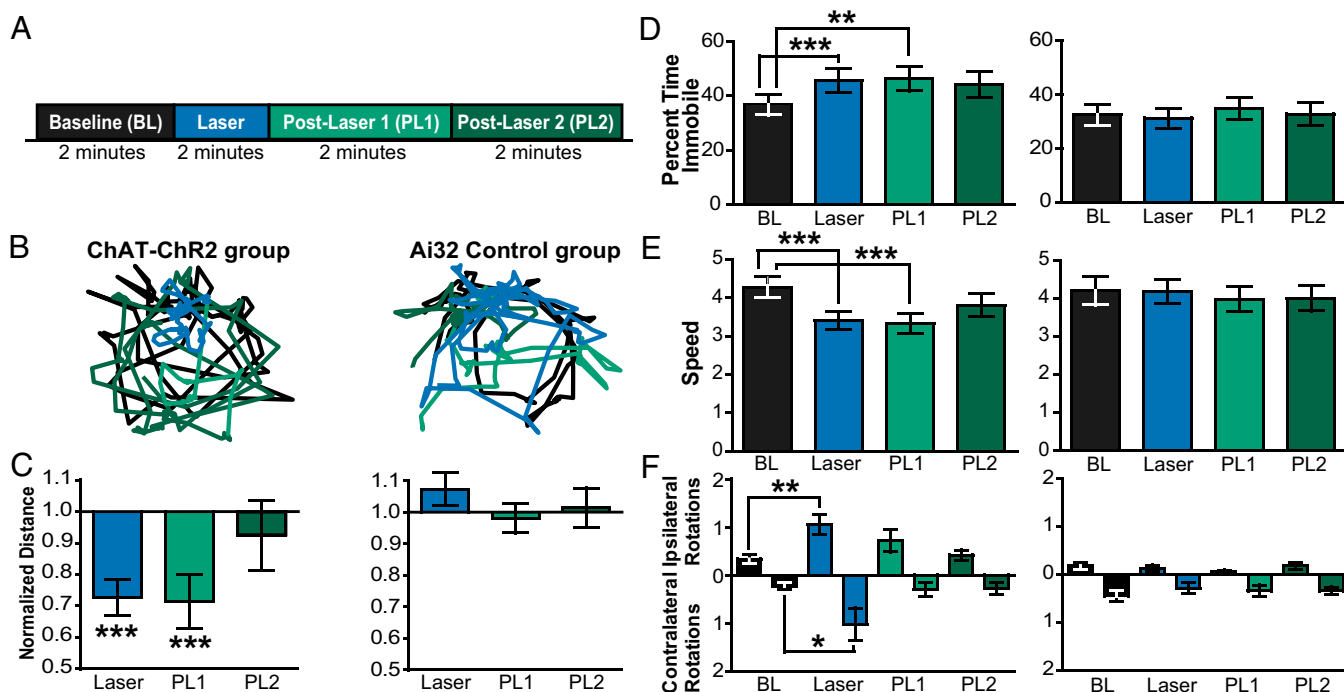 A
Baseline (BL) Laser Post-Laser 1 (PL1) Post-Laser 2 (PL2)
2 minutes 2 minutes 2 minutes 2 minutes
B
ChAT-ChR2 group Ai32 Control group
C
Normalized Distance
1.1
1.0
0.9
0.8
0.7
0.6
0.5
*** ***
Laser PL1 PL2
1.1
1.0
0.9
0.8
0.7
0.6
0.5
Laser PL1 PL2
D
Percent Time
Immobile
60
40
20
0
**
***
BL Laser PL1 PL2
60
40
20
0
BL Laser PL1 PL2
E
Speed
5
4
3
2
1
0
***
***
BL Laser PL1 PL2
5
4
3
2
1
0
BL Laser PL1 PL2
F
Contralateral Ipsilateral
Rotations Rotations
2
1
0
1
2
**
*
BL Laser PL1 PL2
2
1
0
1
2
BL Laser PL1 PL2